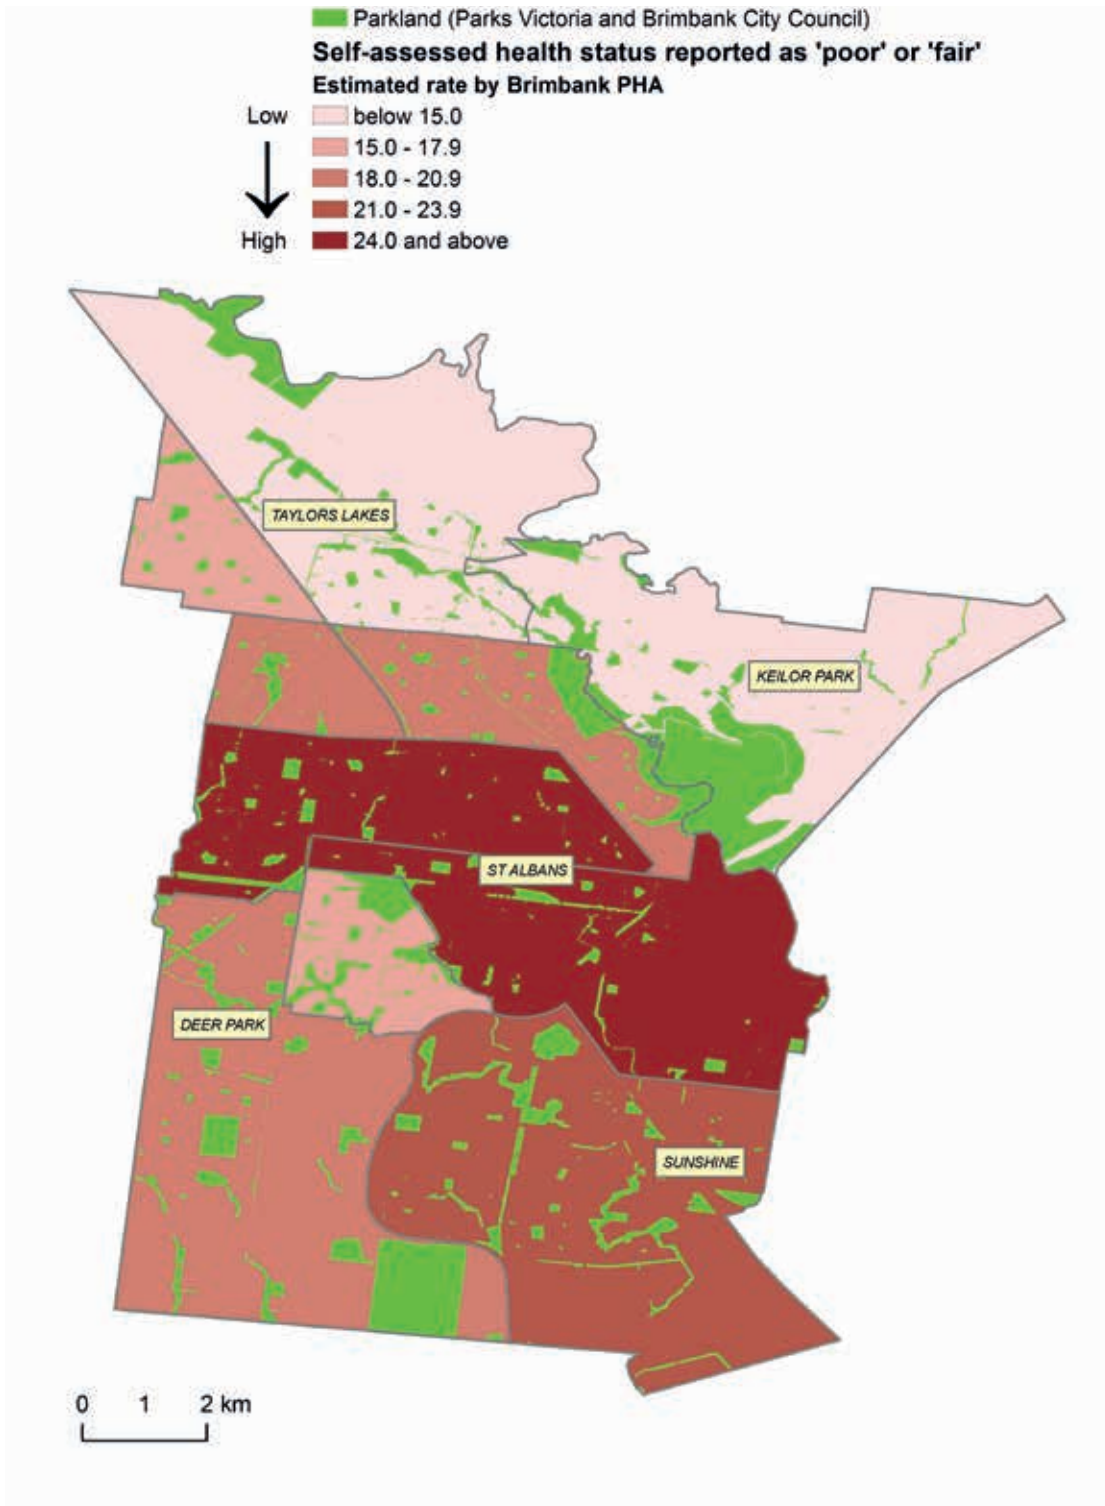 Parkland (Parks Victoria and Brimbank City Council)
Self-assessed health status reported as 'poor' or 'fair'
Estimated rate by Brimbank PHA
Low
below 15.0
15.0 - 17.9
18.0 - 20.9
21.0 - 23.9
High
24.0 and above
TAYLORS LAKES
KEILOR PARK
ST ALBANS
DEER PARK
SUNSHINE
0 1 2 km